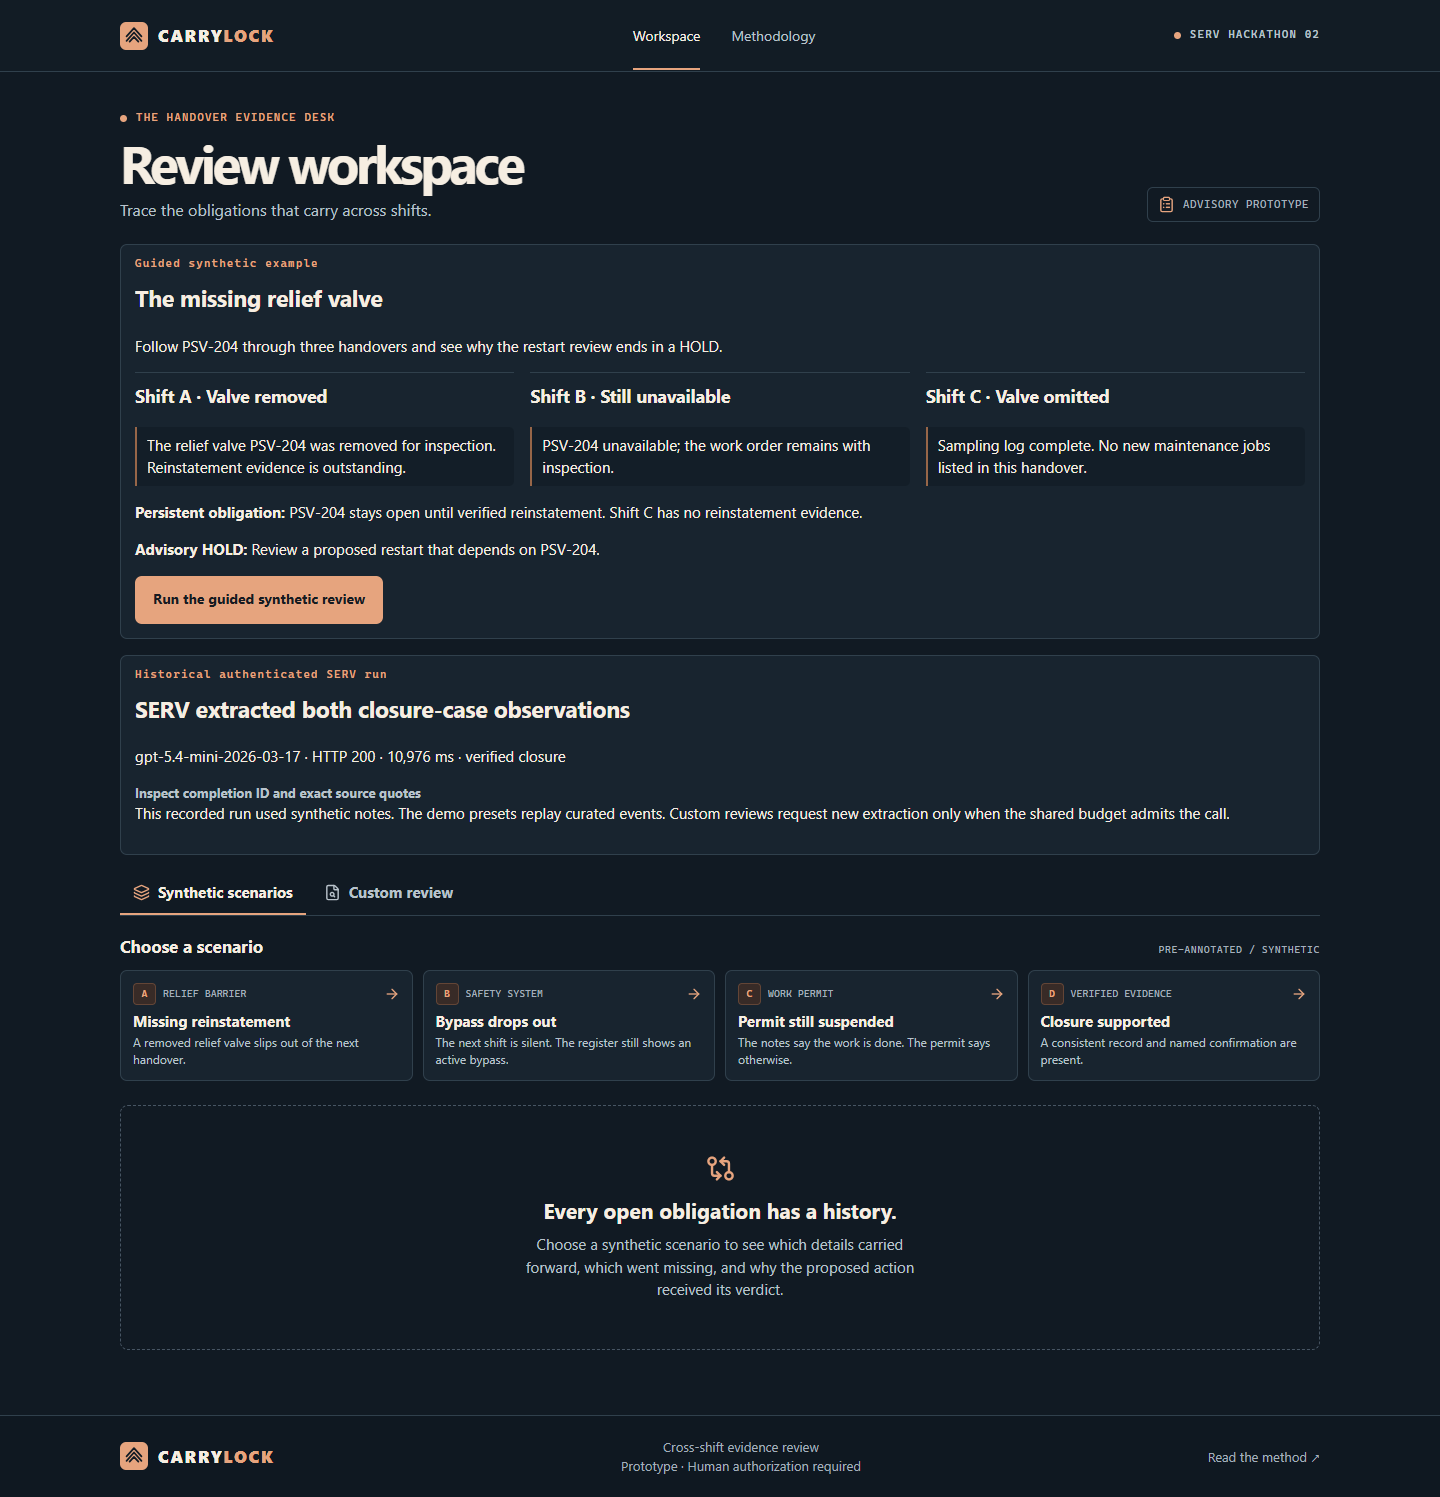 CARRYLOCK
Workspace
Methodology
SERV HACKATHON 02
THE HANDOVER EVIDENCE DESK
Review workspace
Trace the obligations that carry across shifts.
ADVISORY PROTOTYPE
Guided synthetic example
The missing relief valve
Follow PSV-204 through three handovers and see why the restart review ends in a HOLD.
Shift A · Valve removed
The relief valve PSV-204 was removed for inspection.
Reinstatement evidence is outstanding.
Shift B · Still unavailable
PSV-204 unavailable; the work order remains with
inspection.
Shift C · Valve omitted
Sampling log complete. No new maintenance jobs
listed in this handover.
Persistent obligation: PSV-204 stays open until verified reinstatement. Shift C has no reinstatement evidence.
Advisory HOLD: Review a proposed restart that depends on PSV-204.
Run the guided synthetic review
Historical authenticated SERV run
SERV extracted both closure-case observations
gpt-5.4-mini-2026-03-17 · HTTP 200 · 10,976 ms · verified closure
Inspect completion ID and exact source quotes
This recorded run used synthetic notes. The demo presets replay curated events. Custom reviews request new extraction only when the shared budget admits the call.
Synthetic scenarios
Custom review
Choose a scenario
PRE-ANNOTATED / SYNTHETIC
A RELIEF BARRIER →
Missing reinstatement
A removed relief valve slips out of the next
handover.
B SAFETY SYSTEM →
Bypass drops out
The next shift is silent. The register still shows an
active bypass.
C WORK PERMIT →
Permit still suspended
The notes say the work is done. The permit says
otherwise.
D VERIFIED EVIDENCE →
Closure supported
A consistent record and named confirmation are
present.
Every open obligation has a history.
Choose a synthetic scenario to see which details carried
forward, which went missing, and why the proposed action
received its verdict.
CARRYLOCK
Cross-shift evidence review
Prototype · Human authorization required
Read the method ↗